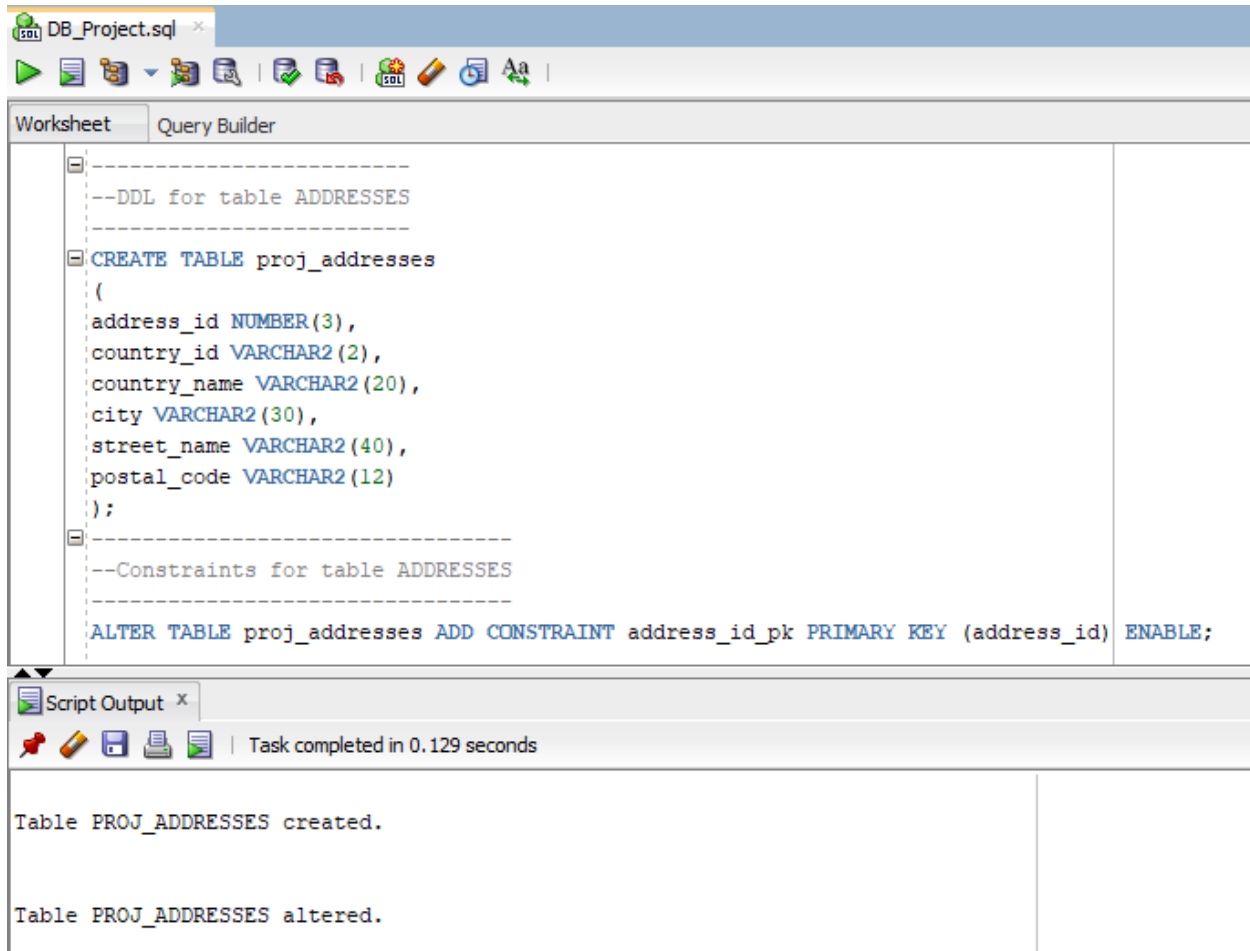 DB_Project.sql
Worksheet Query Builder
-------------------------
--DDL for table ADDRESSES
-------------------------
CREATE TABLE proj_addresses
(
address_id NUMBER(3),
country_id VARCHAR2(2),
country_name VARCHAR2(20),
city VARCHAR2(30),
street_name VARCHAR2(40),
postal_code VARCHAR2(12)
);
---------------------------------
--Constraints for table ADDRESSES
---------------------------------
ALTER TABLE proj_addresses ADD CONSTRAINT address_id_pk PRIMARY KEY (address_id) ENABLE;
Script Output
Task completed in 0.129 seconds
Table PROJ_ADDRESSES created.
Table PROJ_ADDRESSES altered.